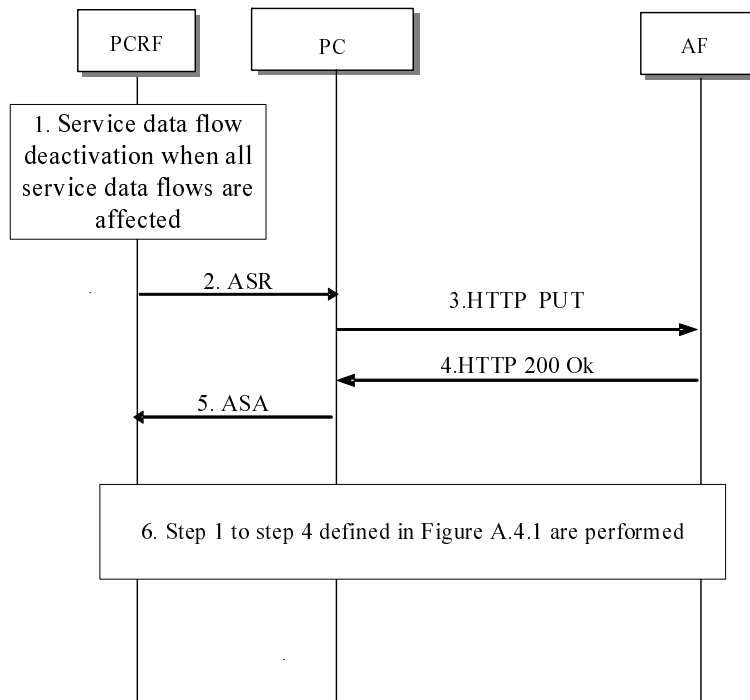 PCRF
PC
AF
1. Service data flow
deactivation when all
service data flows are
affected
2. ASR
3.HTTP PUT
4.HTTP 200 Ok
5. ASA
6. Step 1 to step 4 defined in Figure A.4.1 are performed